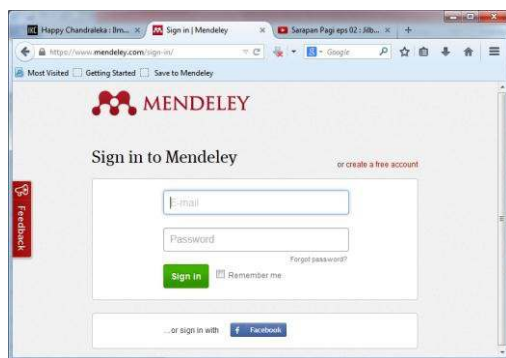 Happy Chandraleka : Ilm... × Sign in | Mendeley × Sarapan Pagi eps 02 : Jilb... × +
https://www.mendeley.com/sign-in/ Google
Most Visited Getting Started Save to Mendeley
MENDELEY
Sign in to Mendeley
or create a free account
Feedback
E-mail
Password
Forgot password?
Sign in Remember me
...or sign in with Facebook